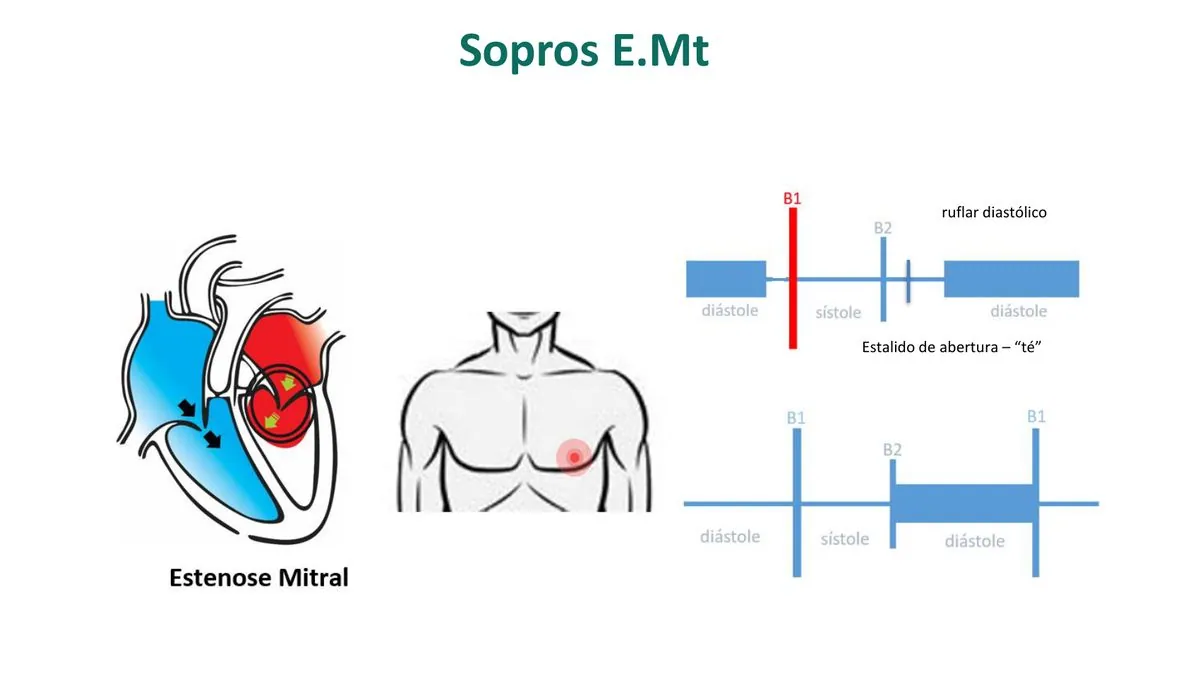 Sopros E.Mt
B1
B2
ruflar diastólico
diástole
sístole
diástole
Estalido de abertura – “té”
B1
B1
B2
diástole
sístole
diástole
Estenose Mitral